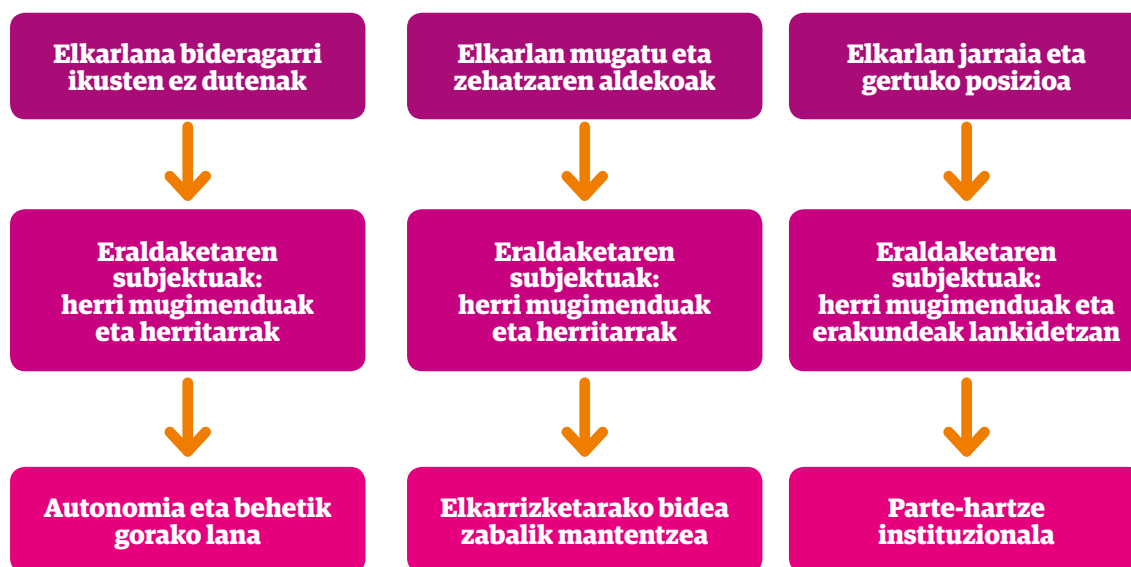 Elkarlana bideragarri
ikusten ez dutenak
Elkarlan mugatu eta
zehatzaren aldekoak
Elkarlan jarraia eta
gertuko posizioa
Eraldaketaren
subjektuak:
herri mugimenduak
eta herritarrak
Eraldaketaren
subjektuak:
herri mugimenduak
eta herritarrak
Eraldaketaren
subjektuak:
herri mugimenduak eta
erakundeak lankidetzan
Autonomia eta behetik
gorako lana
Elkarrizketarako bidea
zabalik mantentzea
Parte-hartze
instituzionala